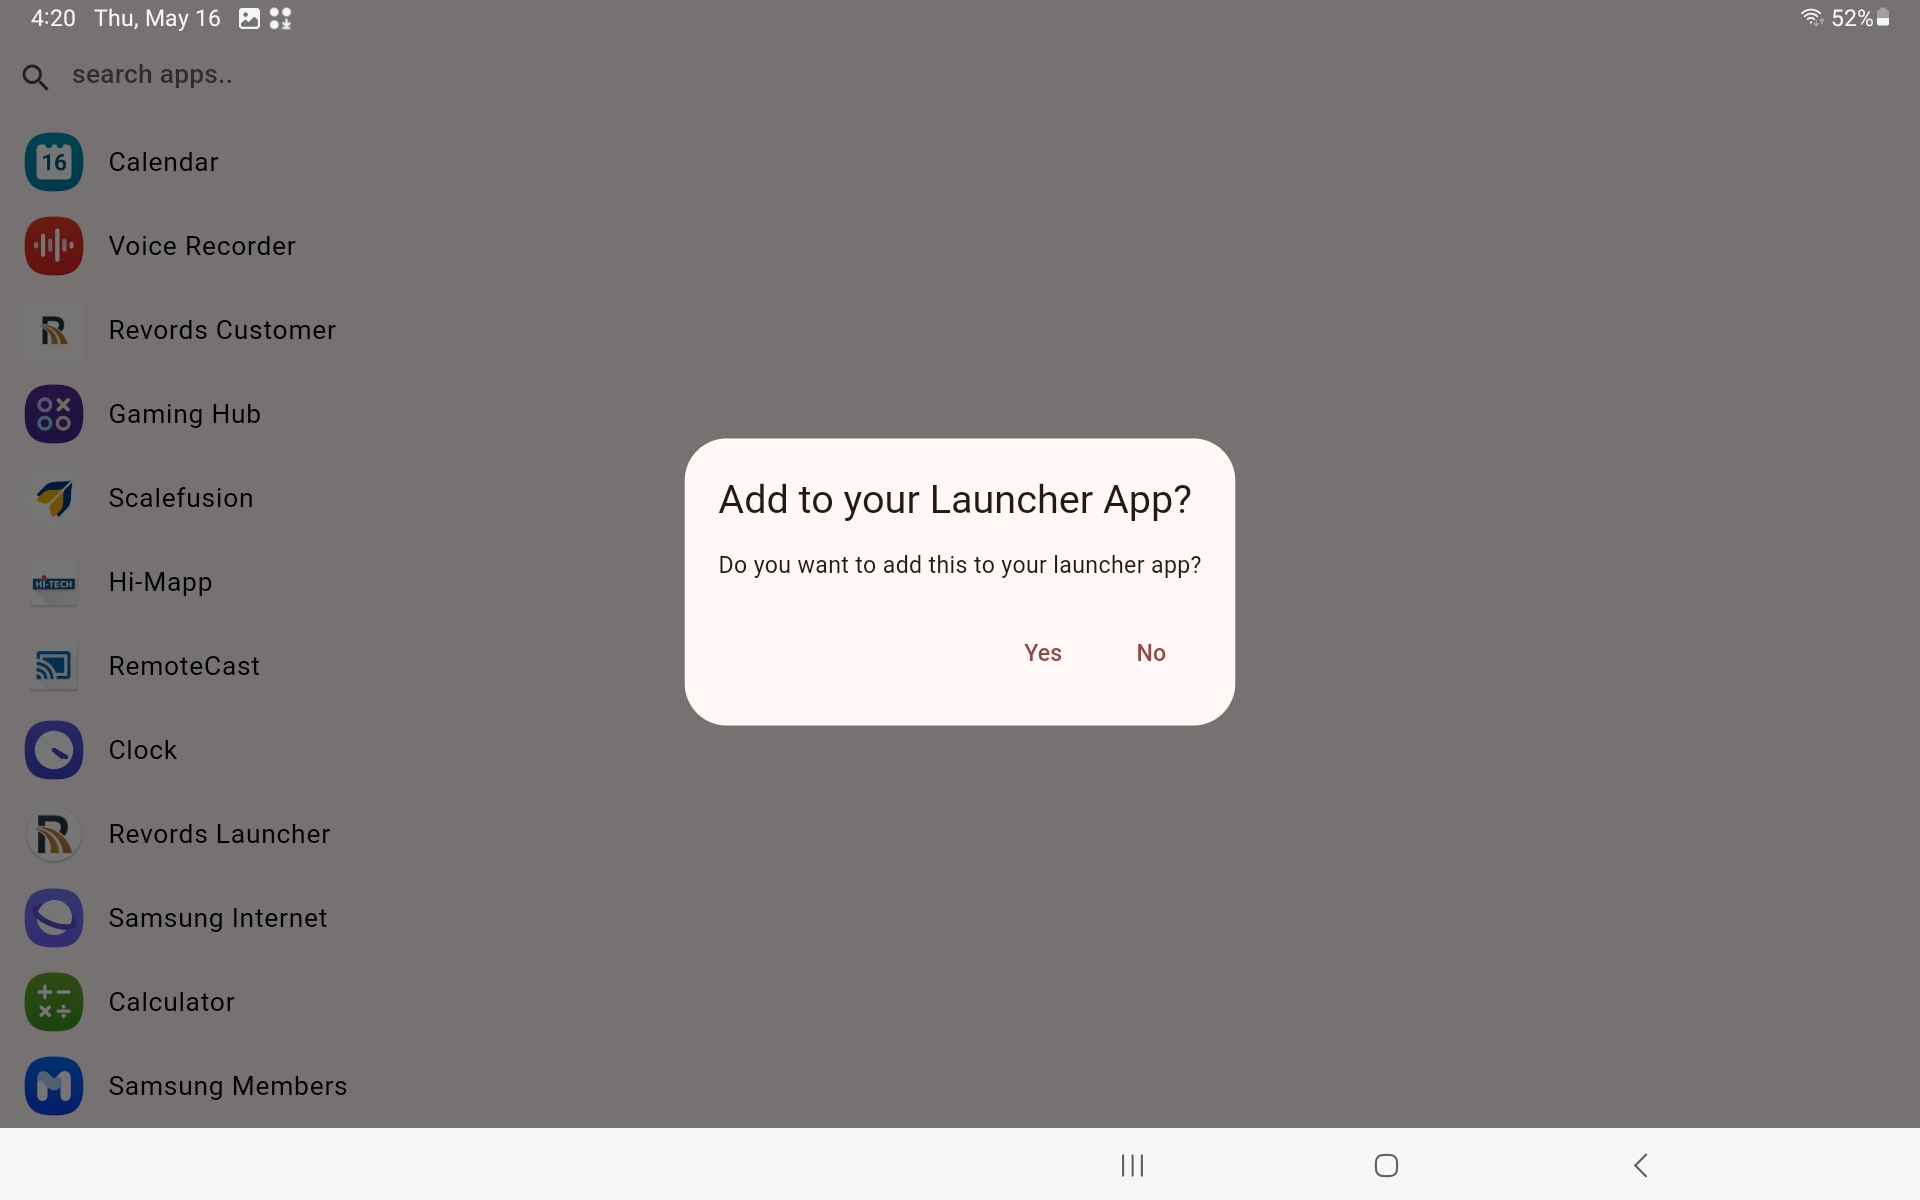 4:20 Thu, May 16 52%
search apps..
16 Calendar
Voice Recorder
Revords Customer
Gaming Hub
Scalefusion
HI-TECH Hi-Mapp
RemoteCast
Clock
Revords Launcher
Samsung Internet
Calculator
Samsung Members
Add to your Launcher App?
Do you want to add this to your launcher app?
Yes No